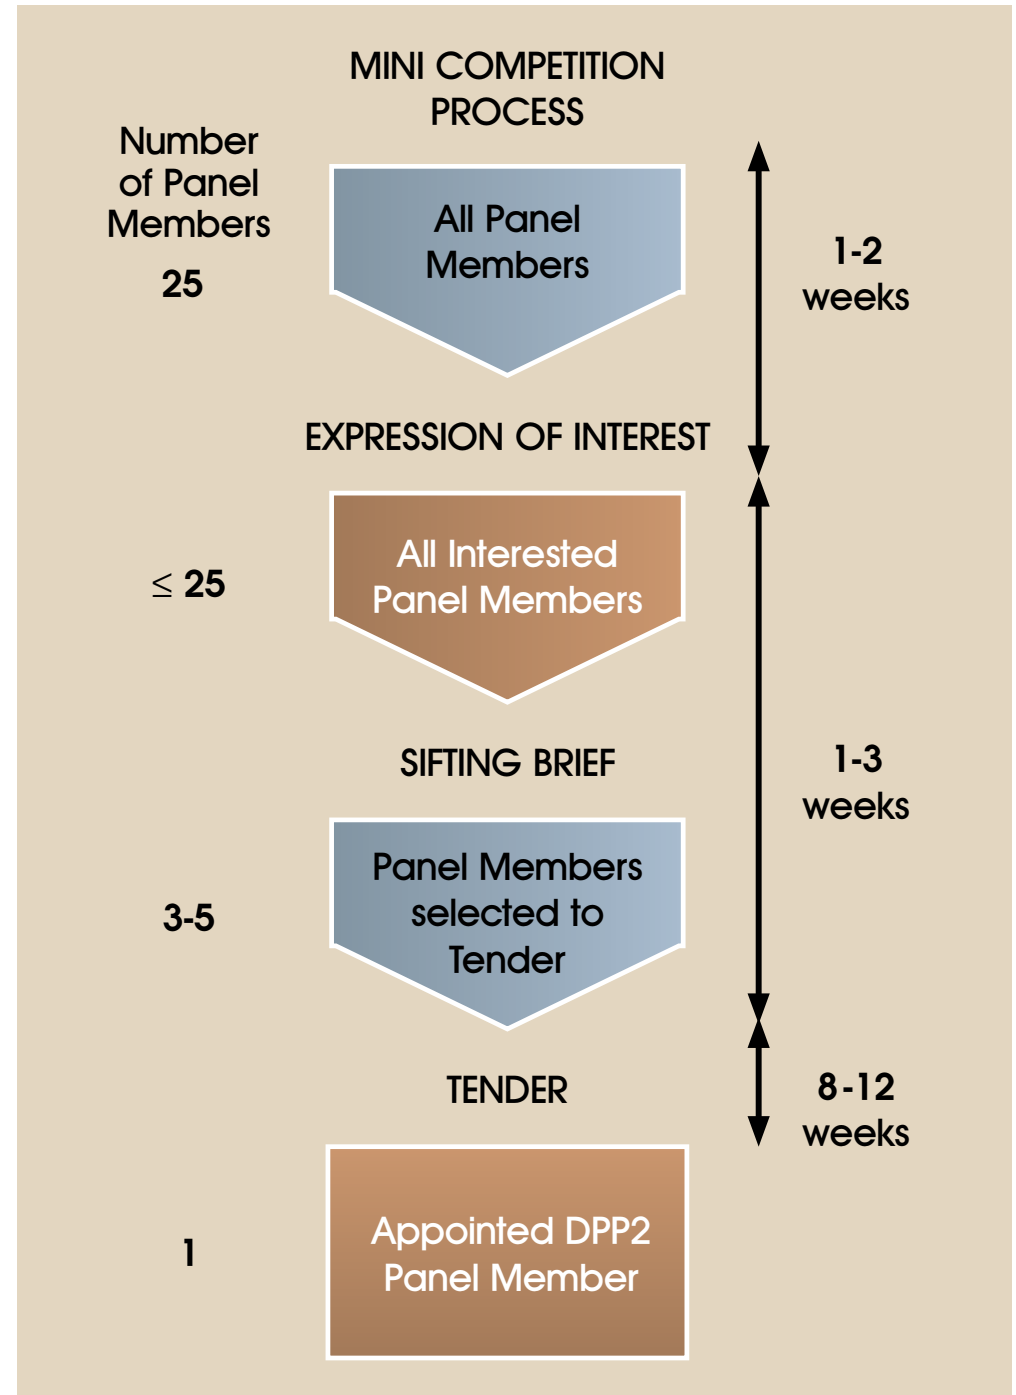 MINI COMPETITION
PROCESS
Number
of Panel
Members
25
All Panel
Members
1-2
weeks
EXPRESSION OF INTEREST
≤ 25
All Interested
Panel Members
SIFTING BRIEF
1-3
weeks
3-5
Panel Members
selected to
Tender
TENDER
8-12
weeks
1
Appointed DPP2
Panel Member